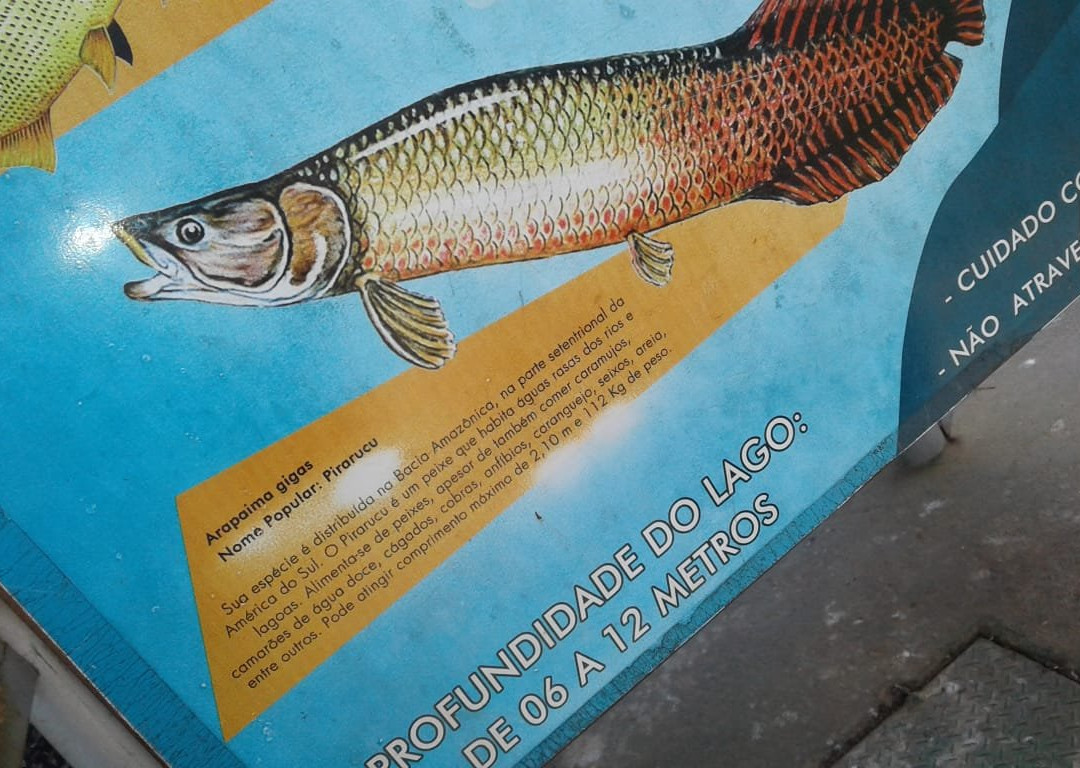 Arapaima gigas
Nome Popular: Pirarucu
Sua espécie é distribuída na Bacia Amazônica, na parte setentrional da
América do Sul. O Pirarucu é um peixe que habita águas rasas dos rios e
lagoas. Alimenta-se de peixes, apesar de também comer caramujos,
camarões de água doce, cágados, cobras, anfíbios, caranguejo, seixos, areia,
entre outros. Pode atingir comprimento máximo de 2,10 m e 112 Kg de peso.
PROFUNDIDADE DO LAGO:
DE 06 A 12 METROS
- CUIDADO
- NÃO